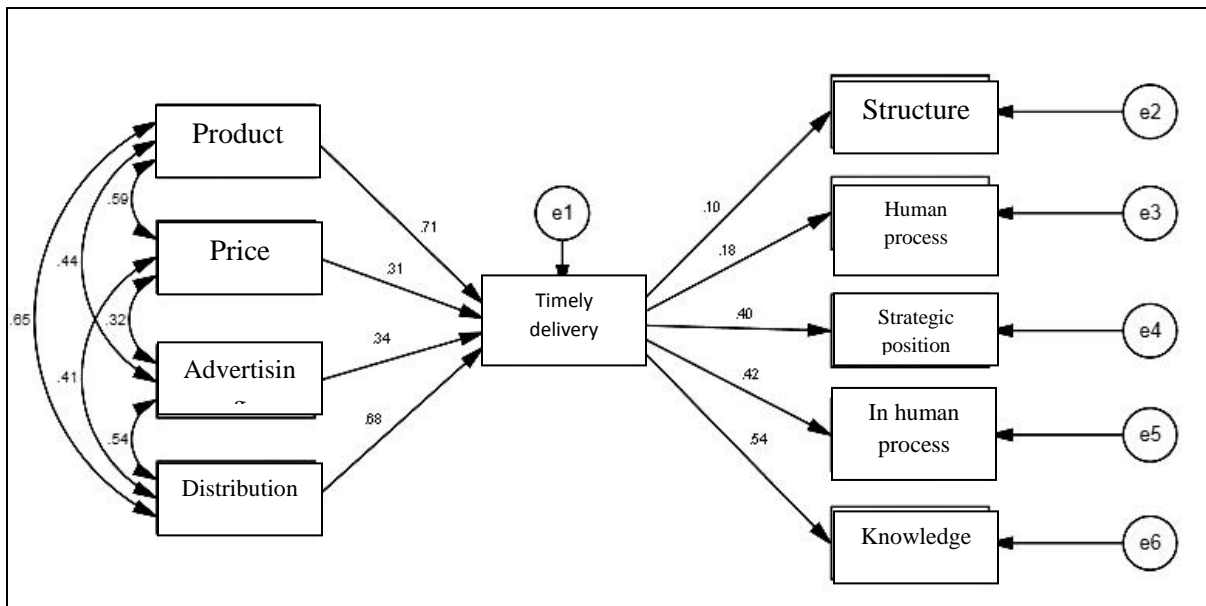 Product
Price
Advertisin
Distribution
.59
.44
.65
.32
.41
.54
.71
.31
.34
.68
e1
Timely
delivery
.10
.18
.40
.42
.54
Structure
Human
process
Strategic
position
In human
process
Knowledge
e2
e3
e4
e5
e6